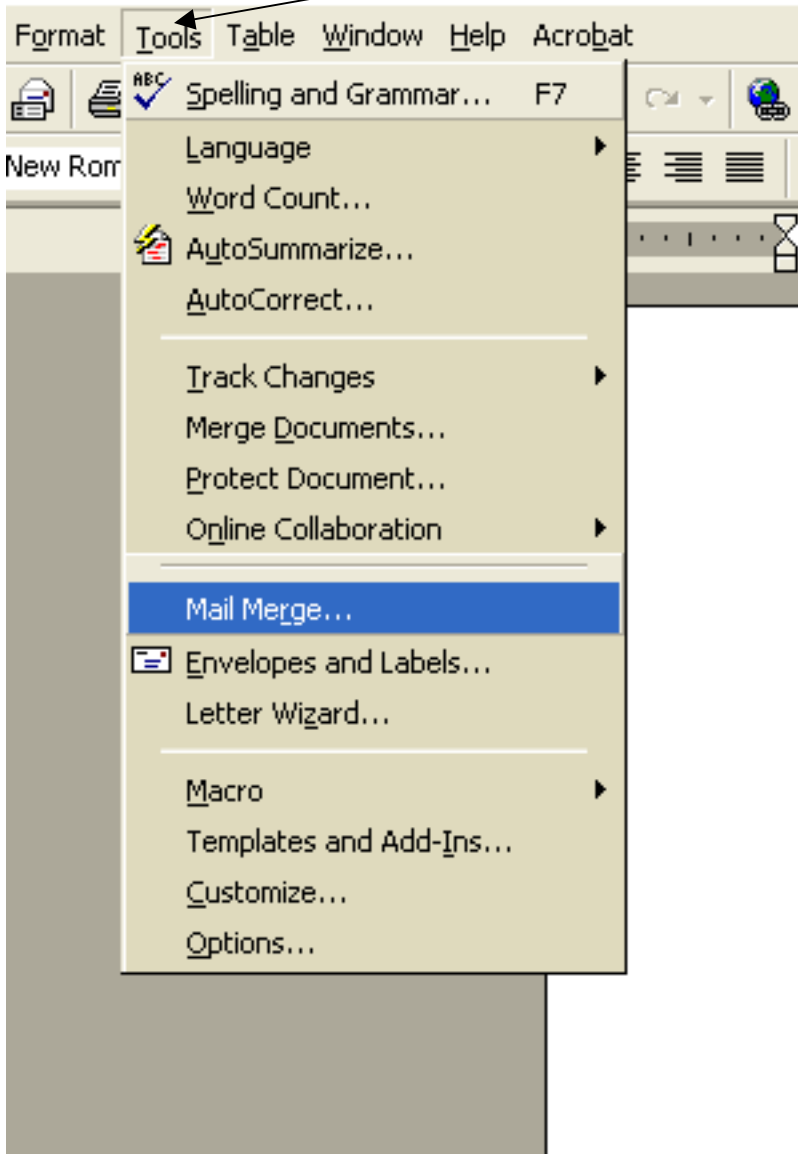 Format Tools Table Window Help Acrobat
ABC Spelling and Grammar... F7
New Rom
Language
Word Count...
AutoSummarize...
AutoCorrect...
Track Changes
Merge Documents...
Protect Document...
Online Collaboration
Mail Merge...
Envelopes and Labels...
Letter Wizard...
Macro
Templates and Add-Ins...
Customize...
Options...